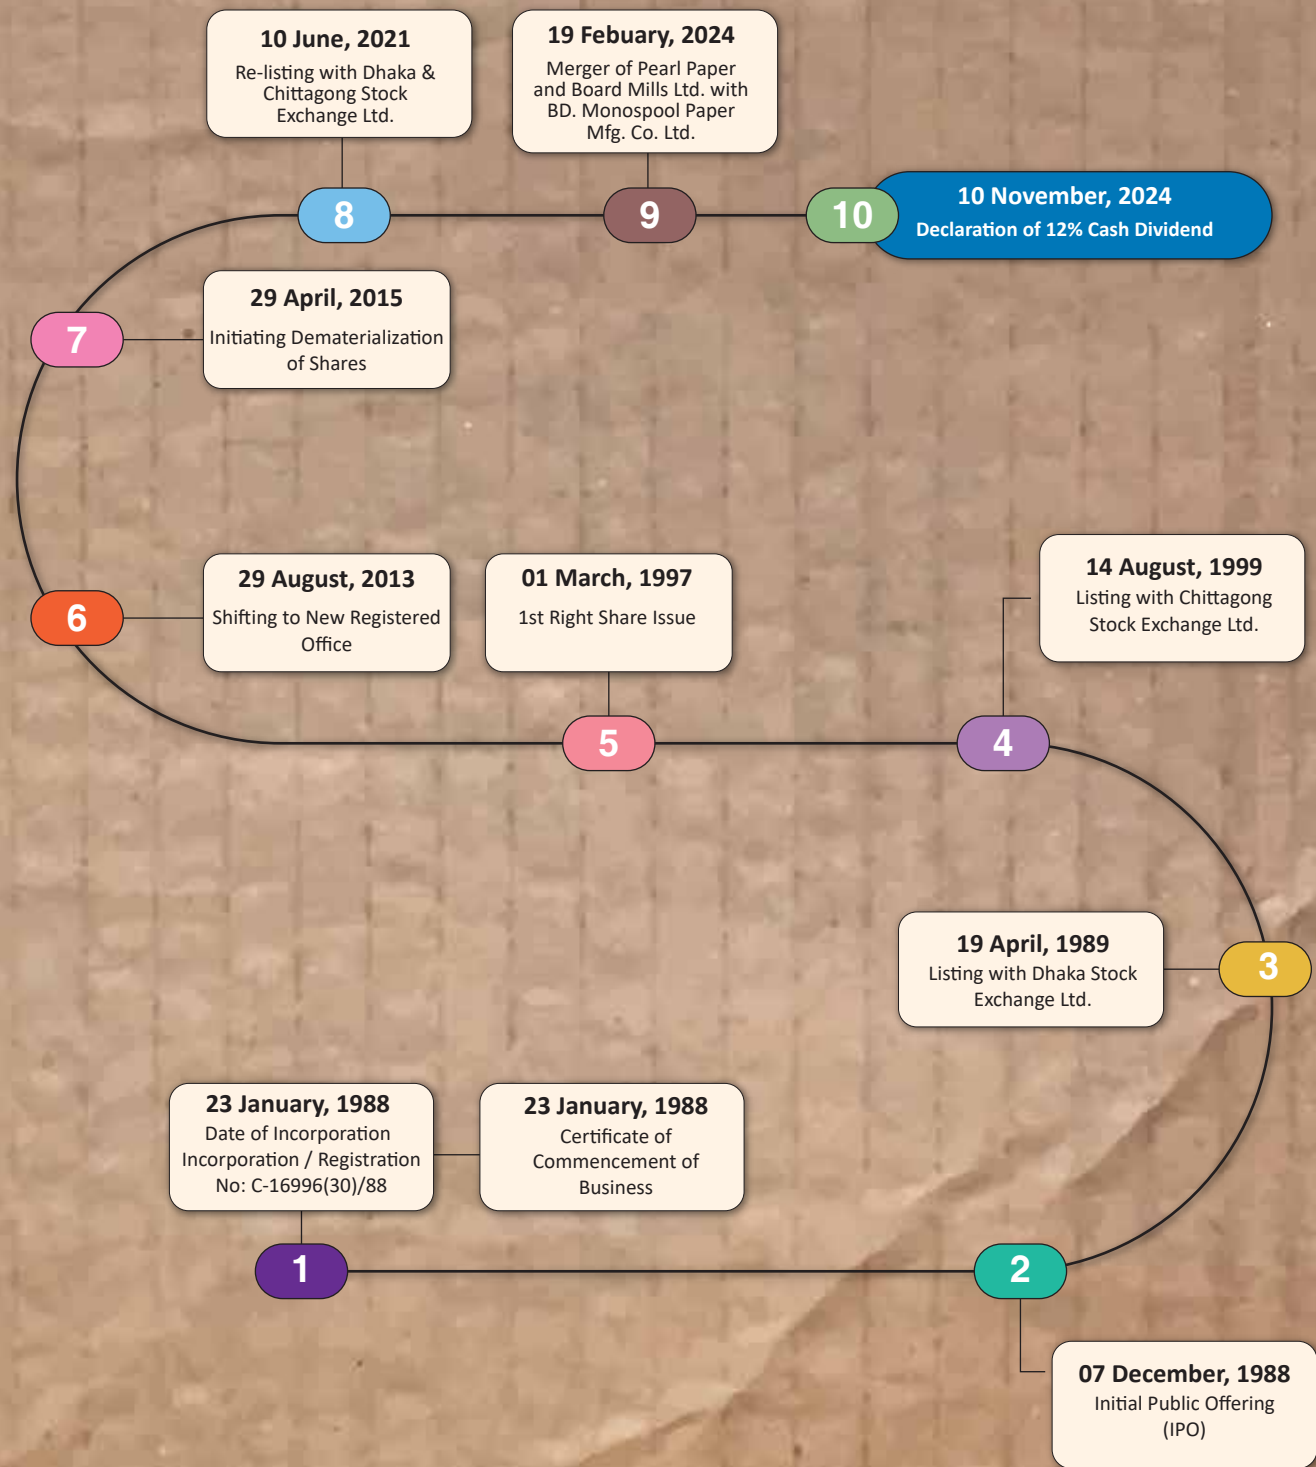 10 June, 2021
Re-listing with Dhaka &
Chittagong Stock
Exchange Ltd.
8
19 Febuary, 2024
Merger of Pearl Paper
and Board Mills Ltd. with
BD. Monospool Paper
Mfg. Co. Ltd.
9
10
10 November, 2024
Declaration of 12% Cash Dividend
7
29 April, 2015
Initiating Dematerialization
of Shares
6
29 August, 2013
Shifting to New Registered
Office
01 March, 1997
1st Right Share Issue
5
14 August, 1999
Listing with Chittagong
Stock Exchange Ltd.
4
19 April, 1989
Listing with Dhaka Stock
Exchange Ltd.
3
23 January, 1988
Date of Incorporation
Incorporation / Registration
No: C-16996(30)/88
23 January, 1988
Certificate of
Commencement of
Business
1
2
07 December, 1988
Initial Public Offering
(IPO)